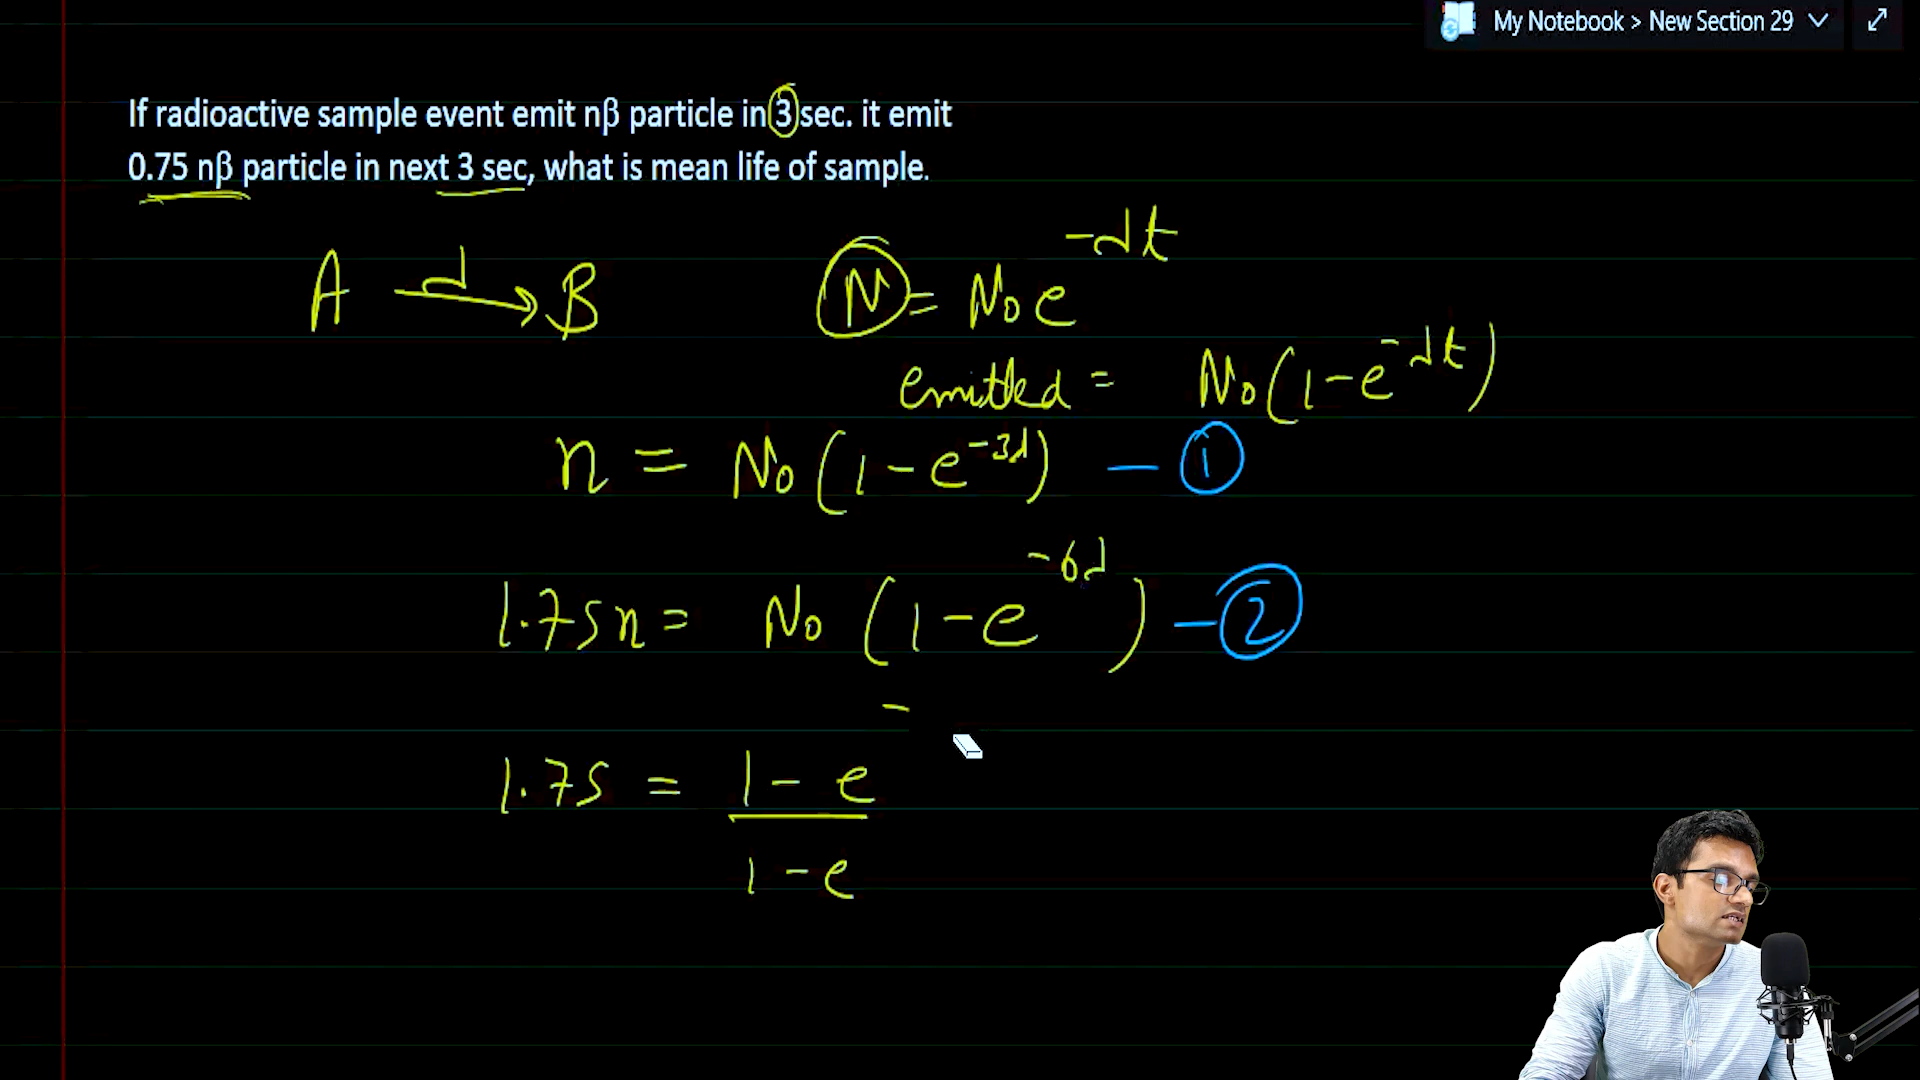 My Notebook > New Section 29
If radioactive sample event emit nβ particle in 3 sec. it emit
0.75 nβ particle in next 3 sec, what is mean life of sample.
A λ→ B N = N₀e^-λt
emitted = N₀(1-e^-λt)
n = N₀(1-e^-3λ) - ①
1.75n = N₀(1-e^-6λ) - ②
-
1.75 = 1-e
1-e